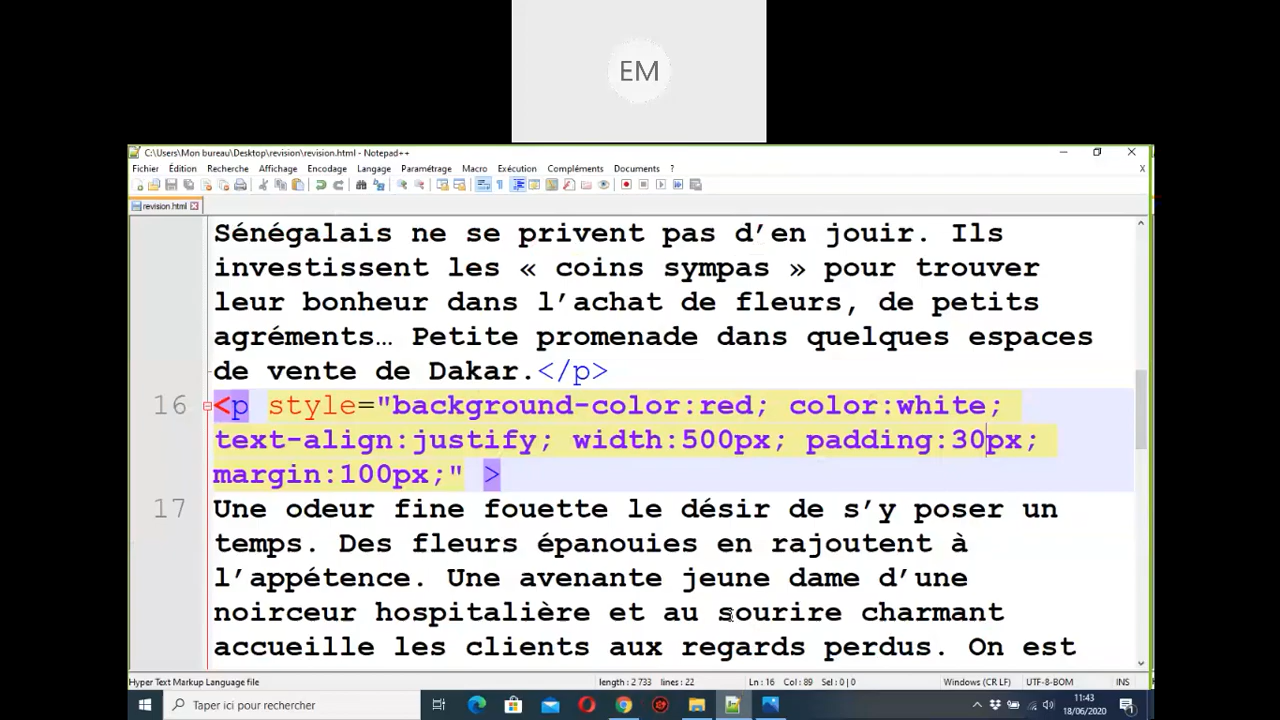 EM
C:\Users\Mon bureau\Desktop\revision\revision.html - Notepad++
Fichier Édition Recherche Affichage Encodage Langage Paramétrage Macro Exécution Compléments Documents ? X
revision.html
Sénégalais ne se privent pas d’en jouir. Ils
investissent les « coins sympas » pour trouver
leur bonheur dans l’achat de fleurs, de petits
agréments… Petite promenade dans quelques espaces
de vente de Dakar.</p>
16 <p style="background-color:red; color:white;
text-align:justify; width:500px; padding:30px;
margin:100px;" >
17 Une odeur fine fouette le désir de s’y poser un
temps. Des fleurs épanouies en rajoutent à
l’appétence. Une avenante jeune dame d’une
noirceur hospitalière et au sourire charmant
accueille les clients aux regards perdus. On est
Hyper Text Markup Language file length : 2 733 lines : 22 Ln : 16 Col : 89 Sel : 0 | 0 Windows (CR LF) UTF-8-BOM INS
Taper ici pour rechercher
11:43
18/06/2020